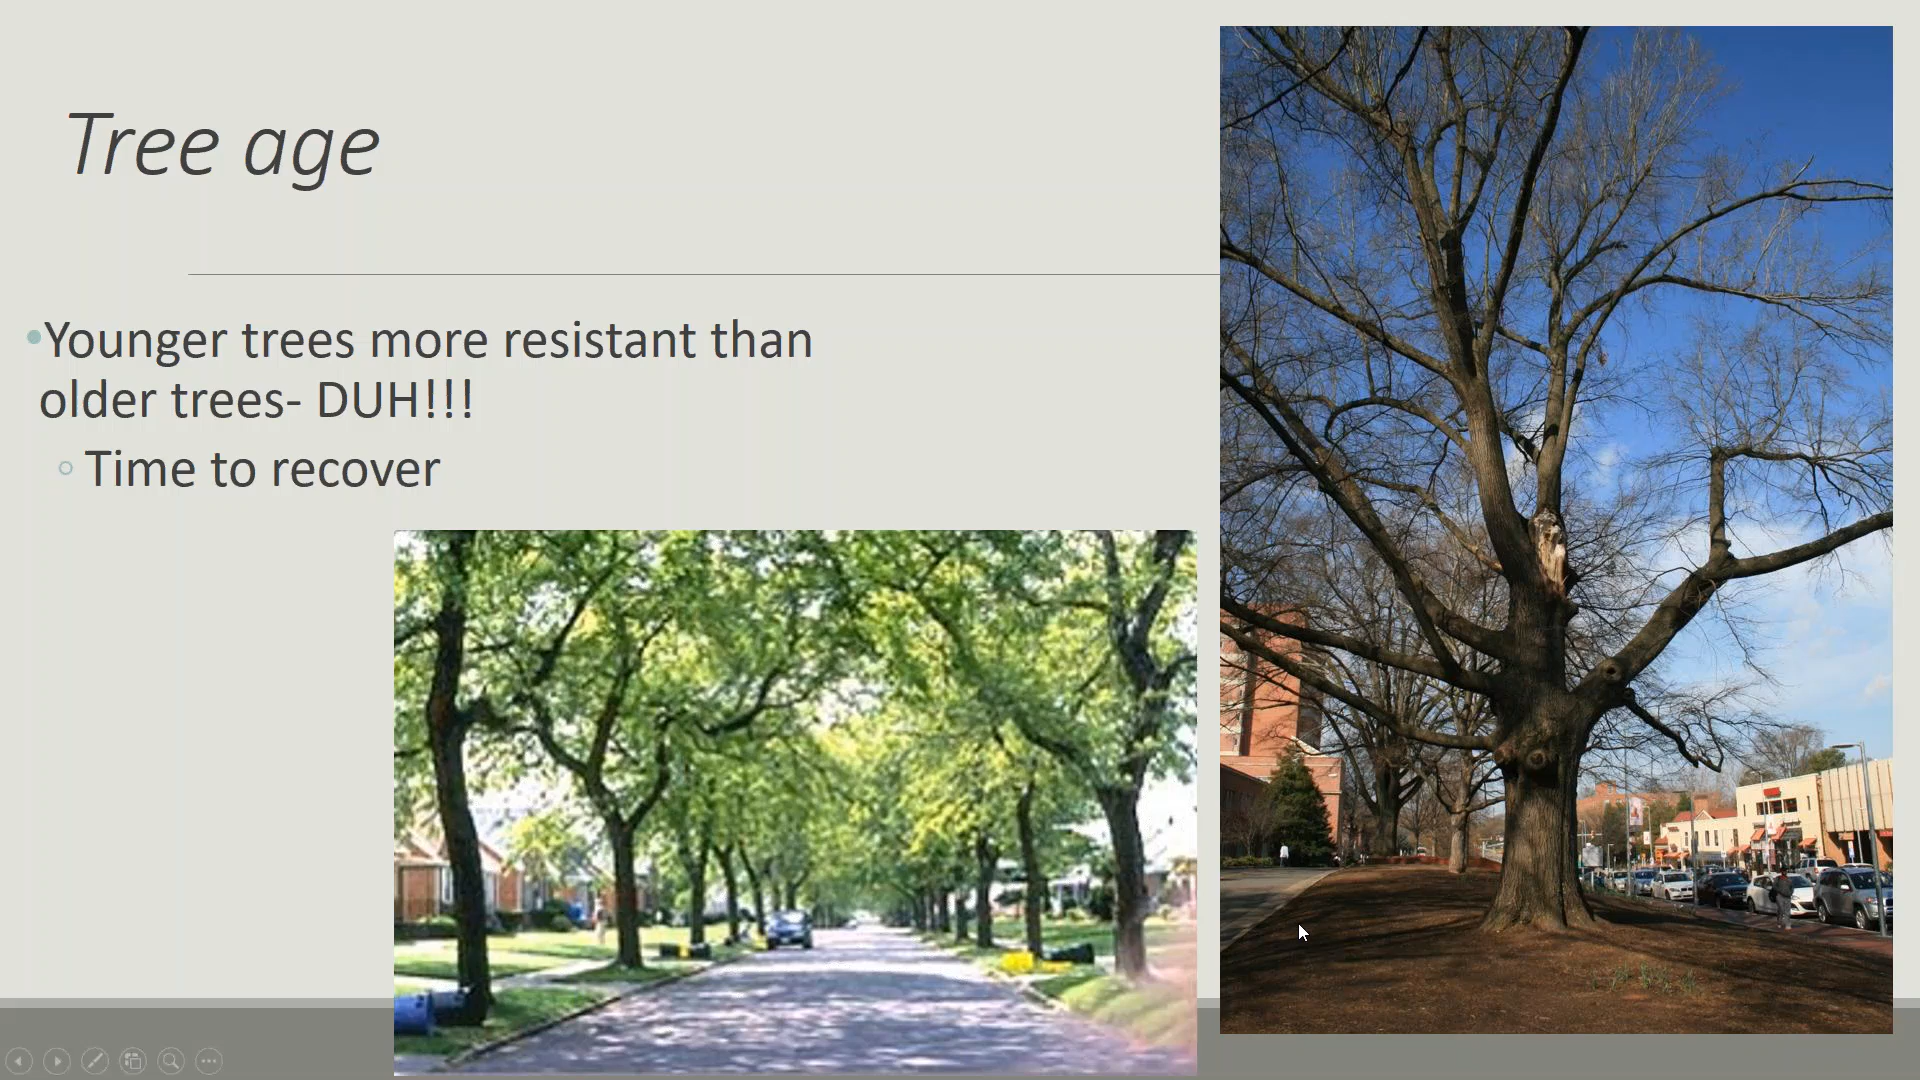 Tree age
•Younger trees more resistant than
older trees- DUH!!!
○ Time to recover